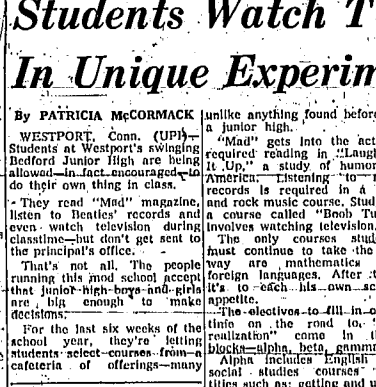 Students Watch T
In Unique Experim
By PATRICIA McCORMACK
WESTPORT, Conn. (UPI)—
Students at Westport's swinging
Bedford Junior High are being
allowed—in fact encouraged—to
do their own thing in class.
They read "Mad" magazine,
listen to Beatles' records and
even watch television during
classtime—but don't get sent to
the principal's office.
That's not all. The people
running this mod school accept
that junior high boys and girls
are big enough to make
decisions.
For the last six weeks of the
school year, they're letting
students select courses from a
cafeteria of offerings—many
unlike anything found before
a junior high.
"Mad" gets into the act
required reading in "Laugh
It Up," a study of humor
America. Listening to
records is required in a
and rock music course. Stud
a course called "Boob Tu
involves watching television.
The only courses stud
must continue to take the
way are mathematics
foreign languages. After
it's to each his own sc
appetite.
The electives to fill in o
time on the road to "
realization" come in t
blocks—alpha, beta, gamm
Alpha includes English
social studies courses
titles such as: getting and